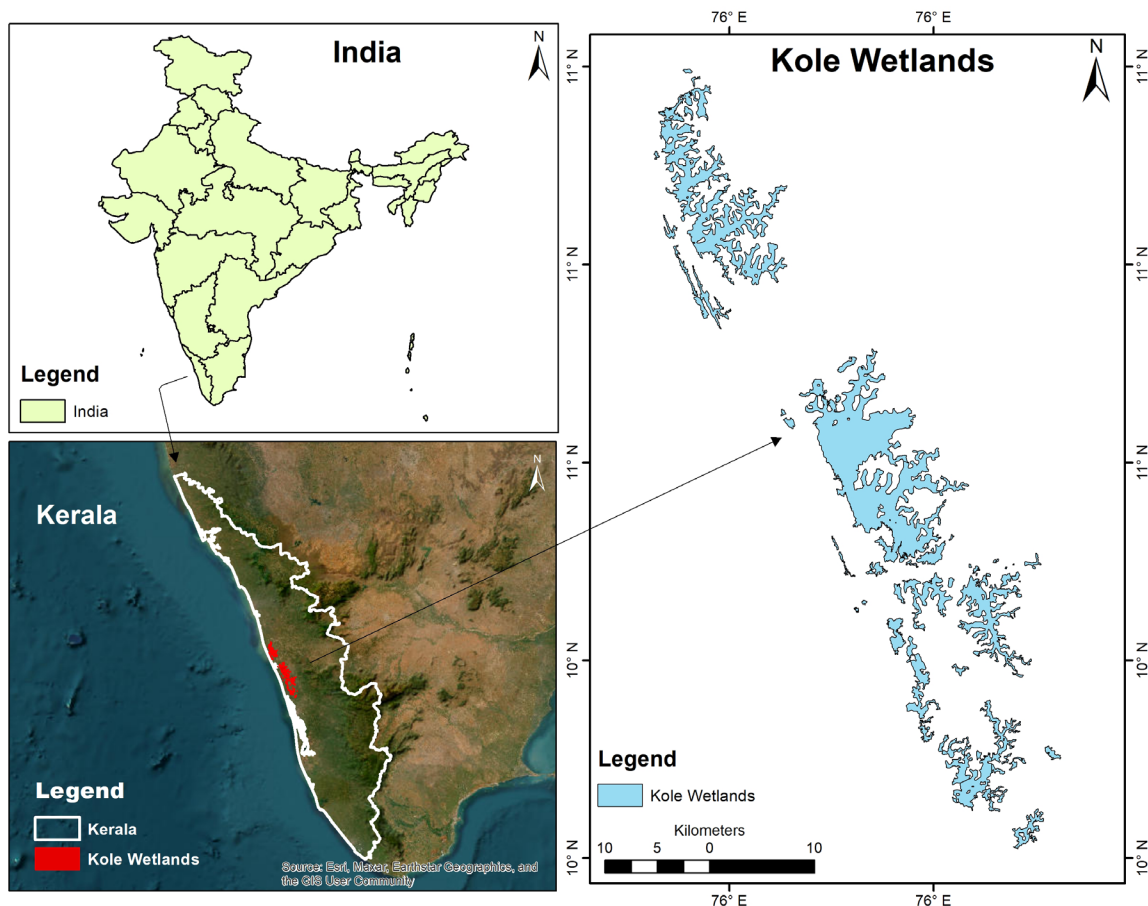 India
N
Legend
India
Kerala
N
Legend
Kerala
Kole Wetlands
Source: Esri, Maxar, Earthstar Geographics, and
the GIS User Community
76° E 76° E
Kole Wetlands
N
11° N 11° N
11° N 11° N
11° N 11° N
10° N 10° N
10° N 10° N
Legend
Kole Wetlands
Kilometers
10 5 0 10
76° E 76° E